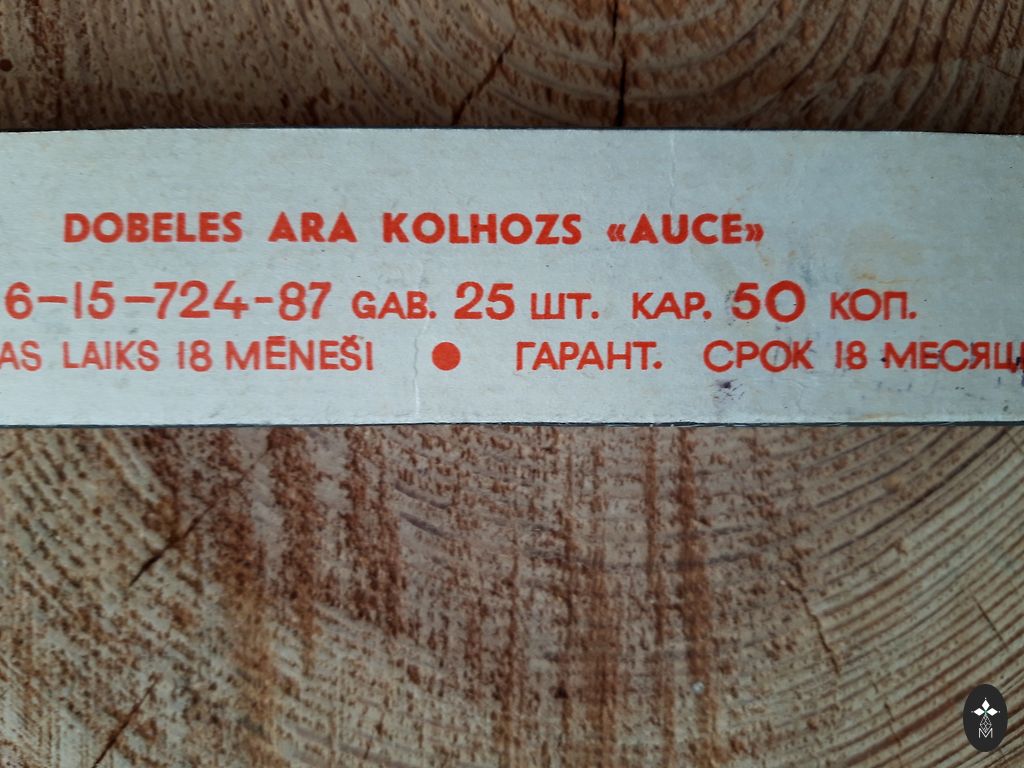 DOBELES ARA KOLHOZS «AUCE»
6-15-724-87 GAB. 25 ШТ. KAP. 50 КОП.
AS LAIKS 18 MĒNEŠI ● ГАРАНТ. СРОК 18 МЕСЯЦ
M